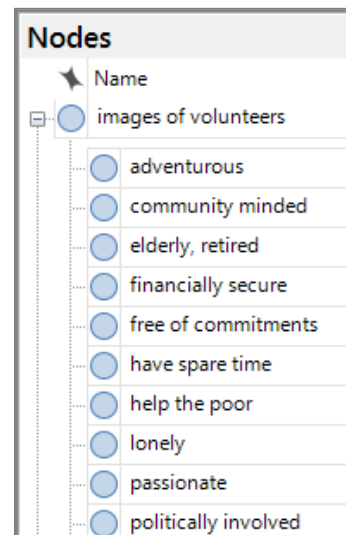 Nodes
Name
images of volunteers
adventurous
community minded
elderly, retired
financially secure
free of commitments
have spare time
help the poor
lonely
passionate
politically involved